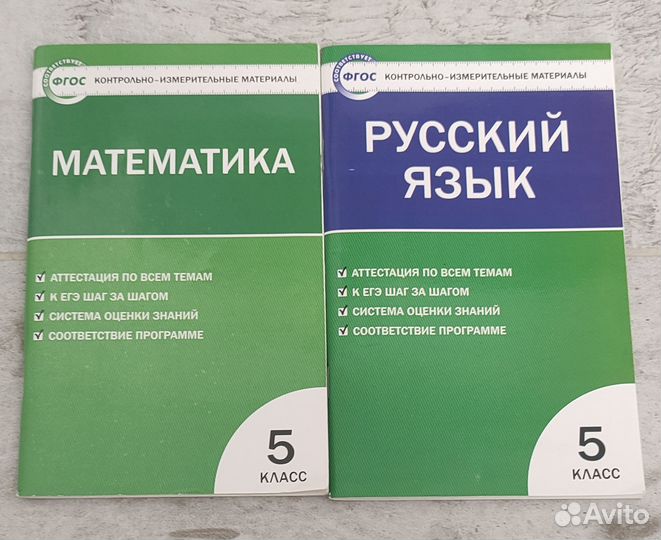 СООТВЕТСТВУЕТ
ФГОС
КОНТРОЛЬНО-ИЗМЕРИТЕЛЬНЫЕ МАТЕРИАЛЫ
МАТЕМАТИКА
АТТЕСТАЦИЯ ПО ВСЕМ ТЕМАМ
К ЕГЭ ШАГ ЗА ШАГОМ
СИСТЕМА ОЦЕНКИ ЗНАНИЙ
СООТВЕТСТВИЕ ПРОГРАММЕ
5
КЛАСС
СООТВЕТСТВУЕТ
ФГОС
КОНТРОЛЬНО-ИЗМЕРИТЕЛЬНЫЕ МАТЕРИАЛЫ
РУССКИЙ
ЯЗЫК
АТТЕСТАЦИЯ ПО ВСЕМ ТЕМАМ
К ЕГЭ ШАГ ЗА ШАГОМ
СИСТЕМА ОЦЕНКИ ЗНАНИЙ
СООТВЕТСТВИЕ ПРОГРАММЕ
5
КЛАСС
Avito